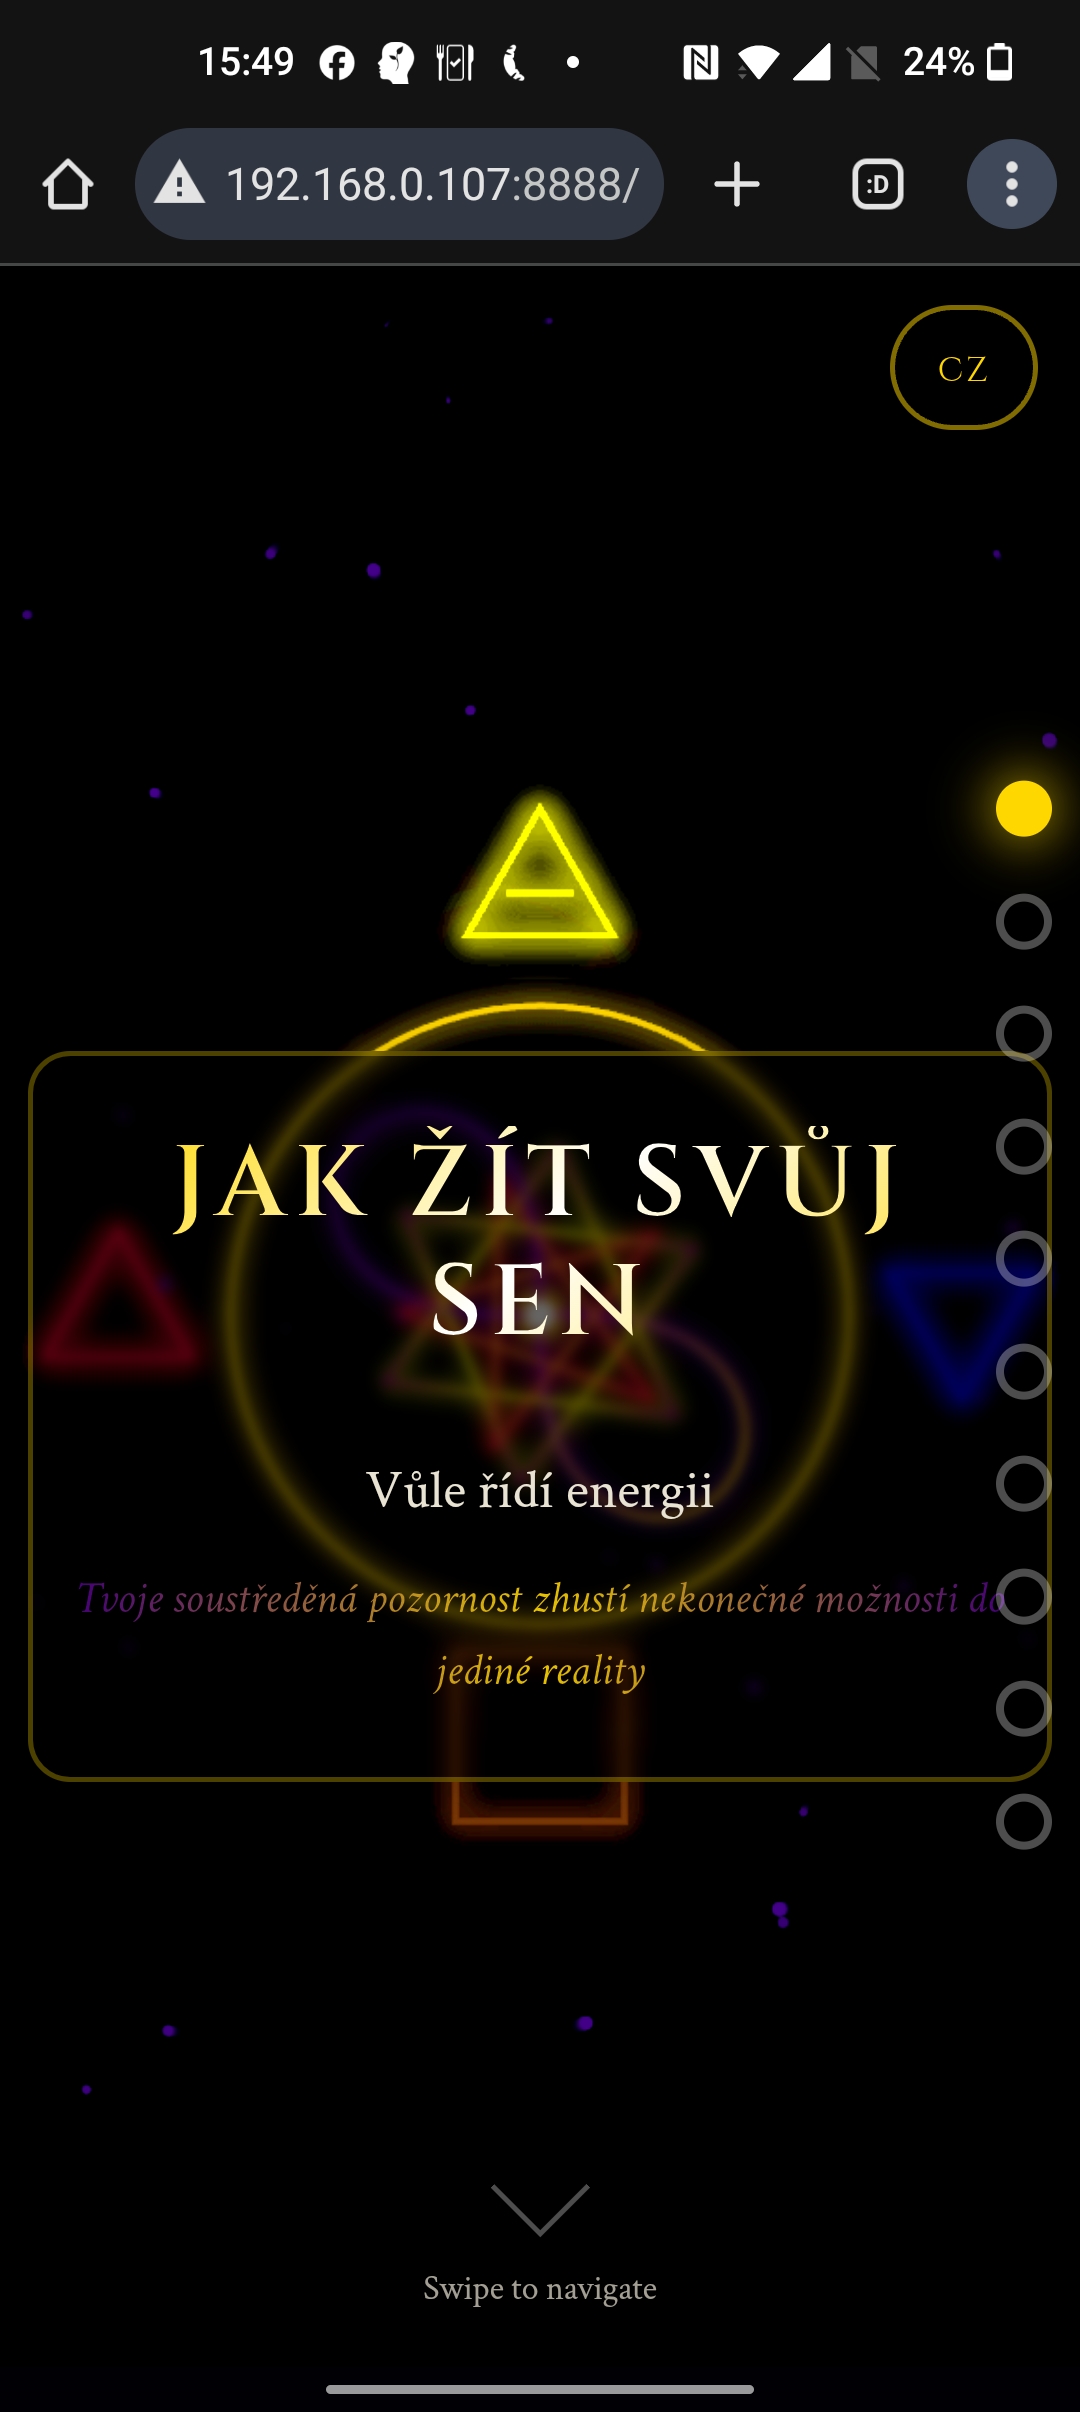 15:49
24%
192.168.0.107:8888/
:D
CZ
JAK ŽÍT SVŮJ
SEN
Vůle řídí energii
Tvoje soustředěná pozornost zhustí nekonečné možnosti do
jediné reality
Swipe to navigate